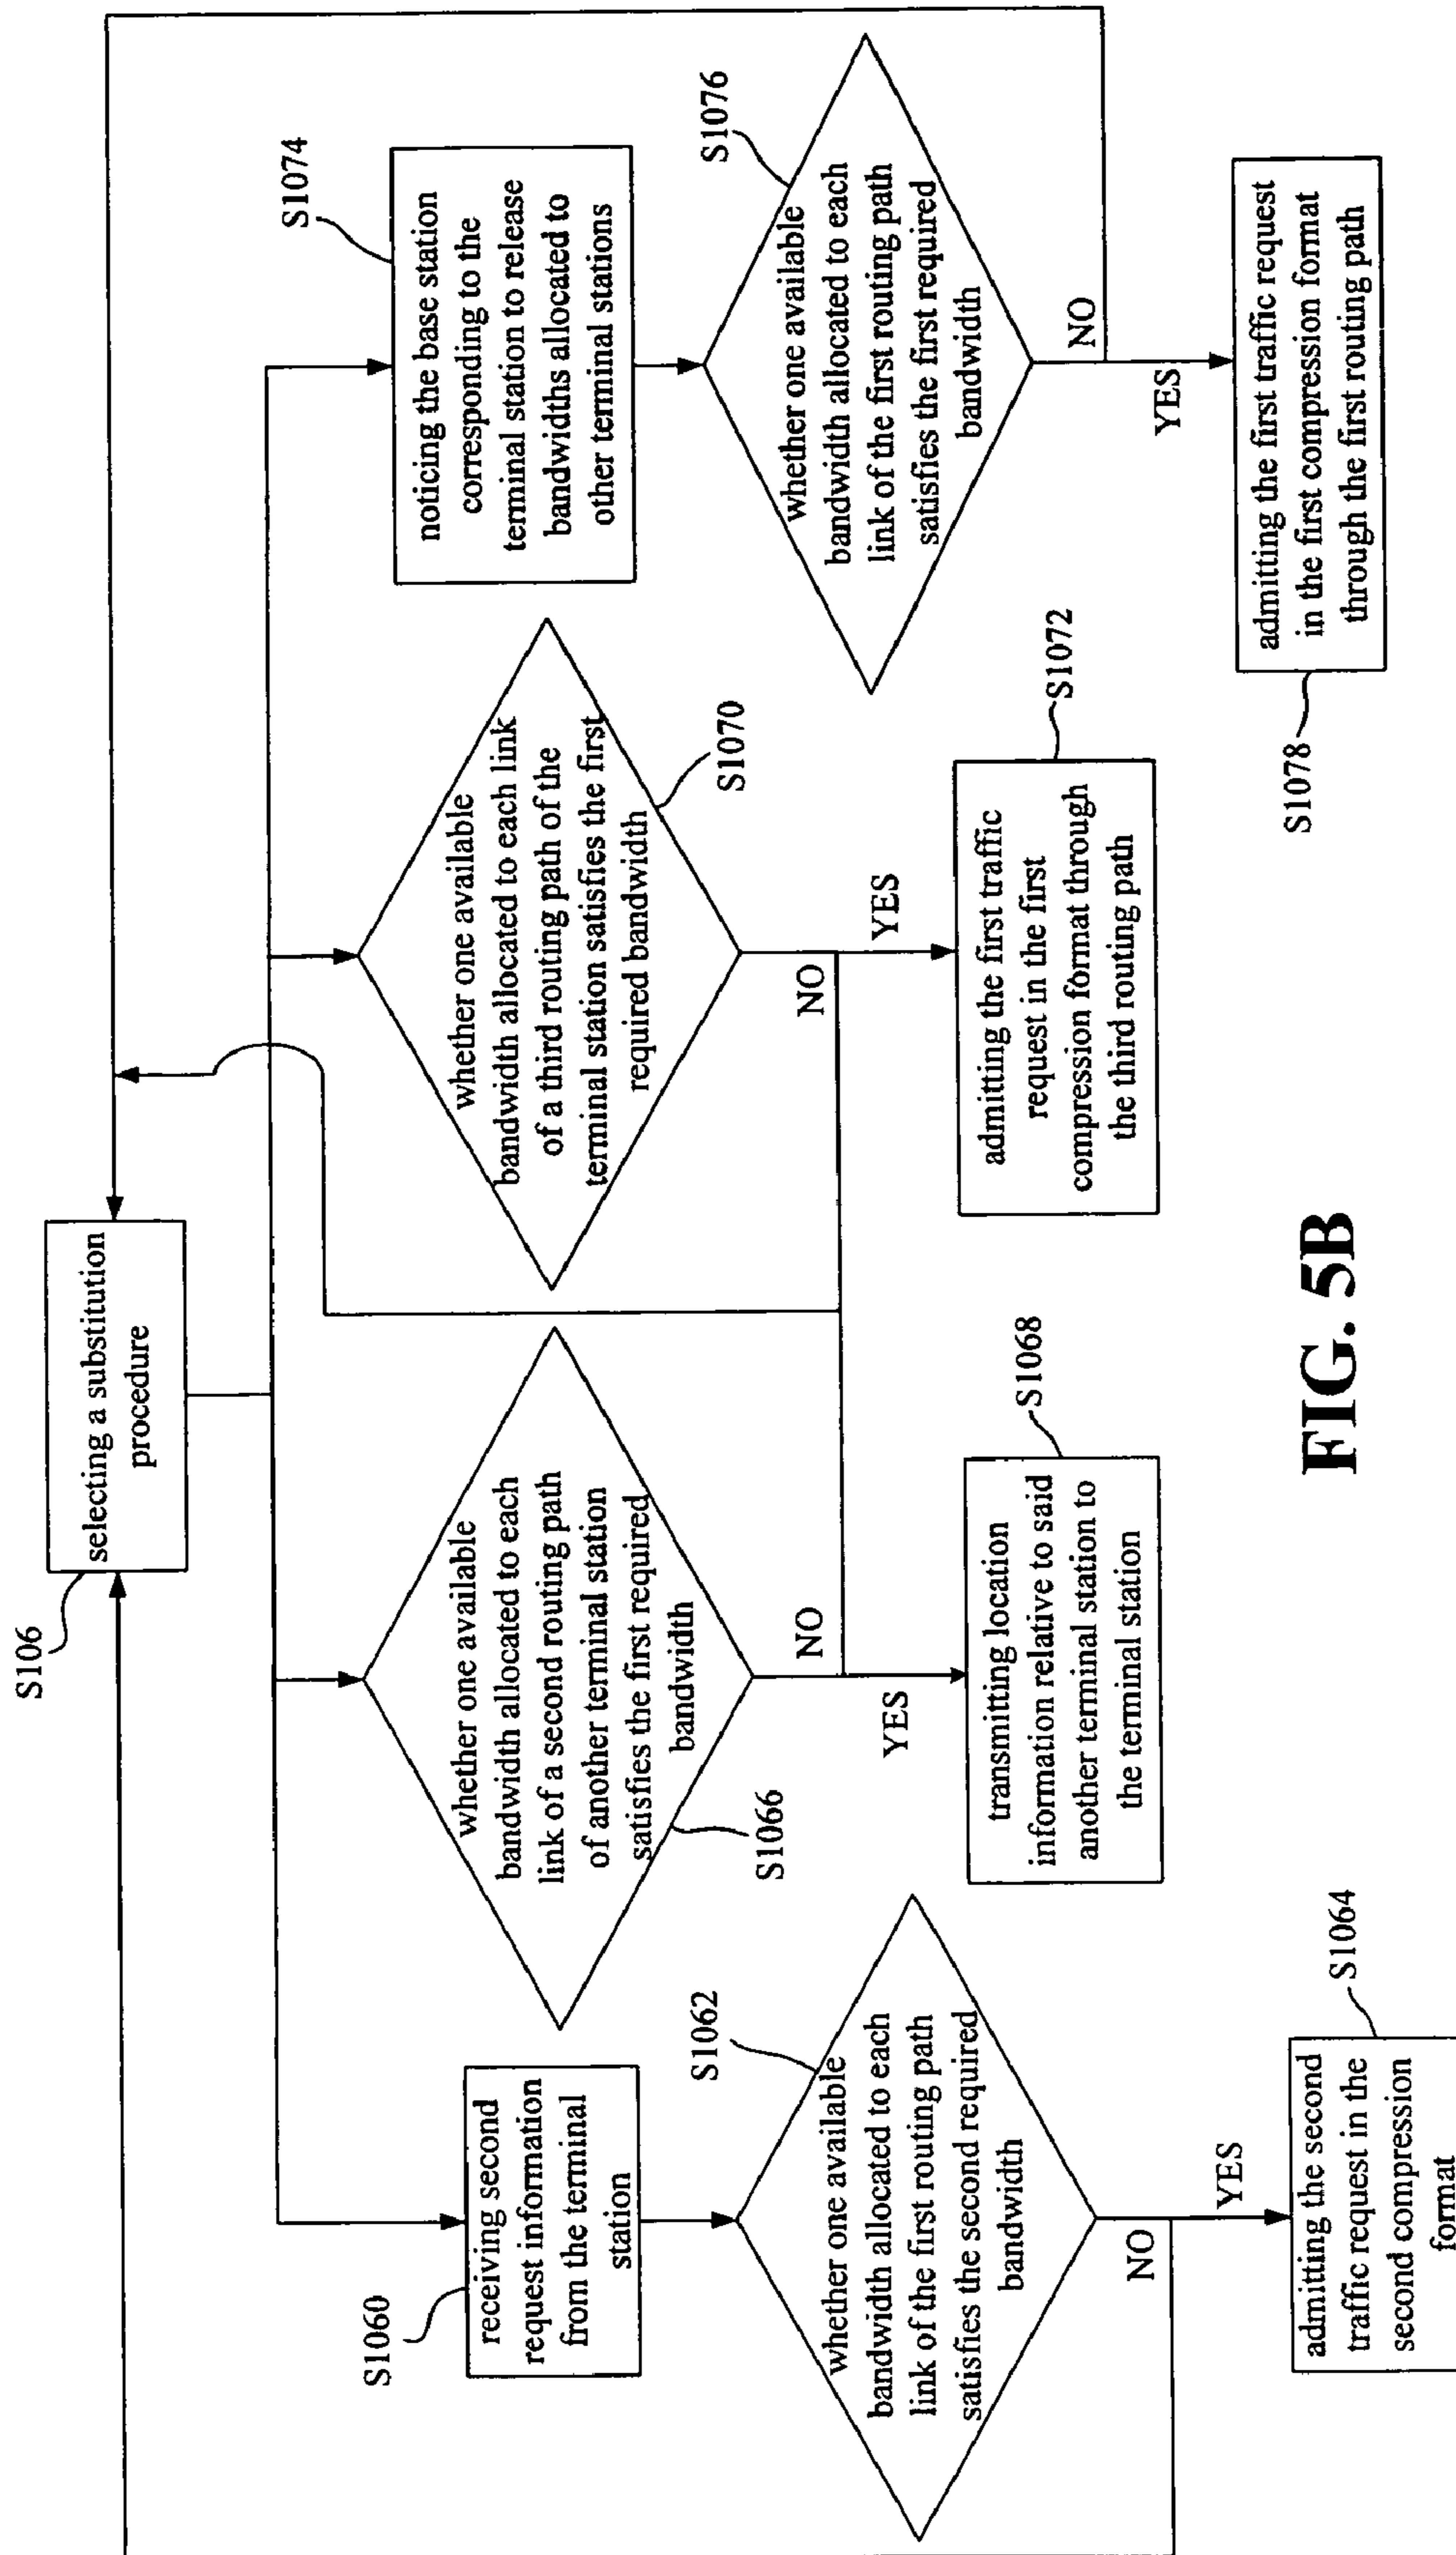 S106
selecting a substitution
procedure
S1060
receiving second
request information
from the terminal
station
S1062
whether one available
bandwidth allocated to each
link of the first routing path
satisfies the second required
bandwidth
NO
YES
S1064
admitting the second
traffic request in the
second compression
format
whether one available
bandwidth allocated to each
link of a second routing path
of another terminal station
satisfies the first required
bandwidth
S1066
NO
YES
S1068
transmitting location
information relative to said
another terminal station to
the terminal station
whether one available
bandwidth allocated to each link
of a third routing path of the
terminal station satisfies the first
required bandwidth
S1070
NO
YES
S1072
admitting the first traffic
request in the first
compression format through
the third routing path
S1074
noticing the base station
corresponding to the
terminal station to release
bandwidths allocated to
other terminal stations
S1076
whether one available
bandwidth allocated to each
link of the first routing path
satisfies the first required
bandwidth
NO
YES
S1078
admitting the first traffic request
in the first compression format
through the first routing path
FIG. 5B